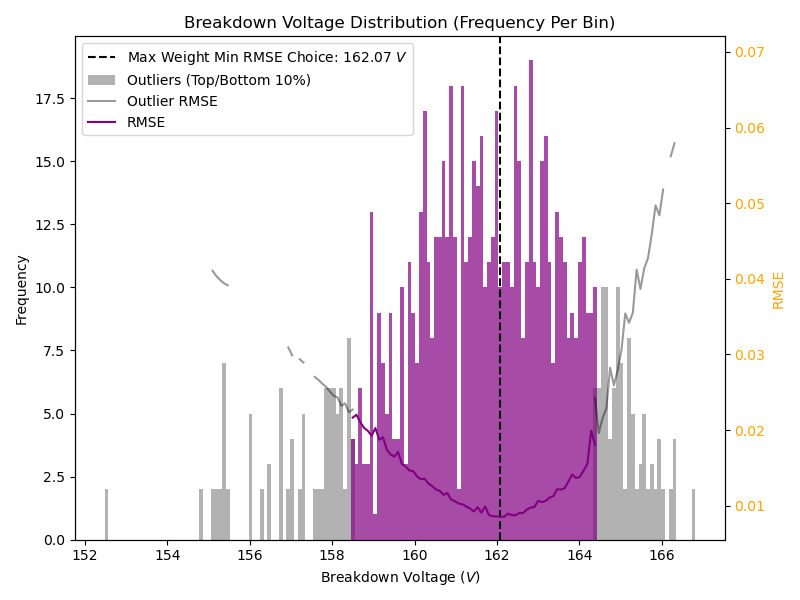 Breakdown Voltage Distribution (Frequency Per Bin)
Max Weight Min RMSE Choice: 162.07 V
Outliers (Top/Bottom 10%)
Outlier RMSE
RMSE
Frequency
17.5
15.0
12.5
10.0
7.5
5.0
2.5
0.0
0.07
0.06
0.05
0.04
0.03
0.02
0.01
RMSE
152 154 156 158 160 162 164 166
Breakdown Voltage (V)